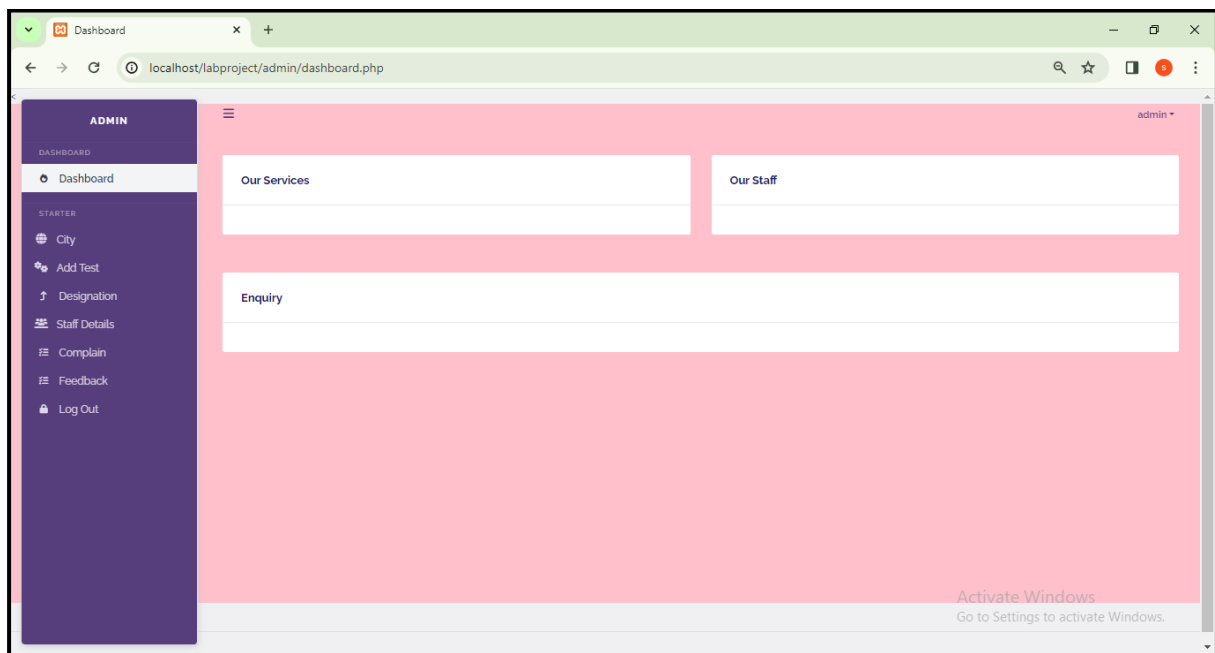 Dashboard
localhost/labproject/admin/dashboard.php
S
<
ADMIN
admin
DASHBOARD
Dashboard
Our Services
Our Staff
STARTER
City
Add Test
Designation
Enquiry
Staff Details
Complain
Feedback
Log Out
Activate Windows
Go to Settings to activate Windows.